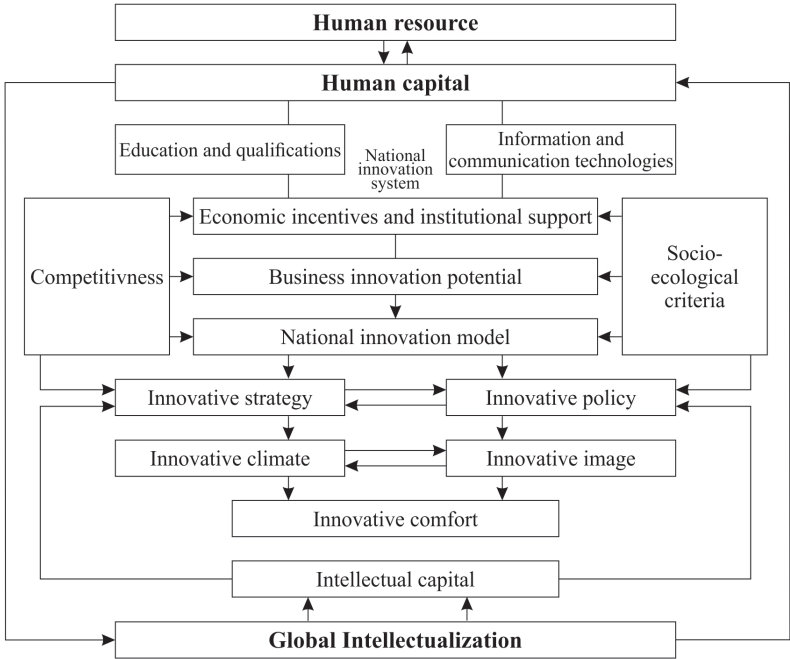 Human resource
Human capital
Education and qualifications
Information and
communication technologies
National
innovation
system
Economic incentives and institutional support
Competitivness
Business innovation potential
Socio-
ecological
criteria
National innovation model
Innovative strategy
Innovative policy
Innovative climate
Innovative image
Innovative comfort
Intellectual capital
Global Intellectualization